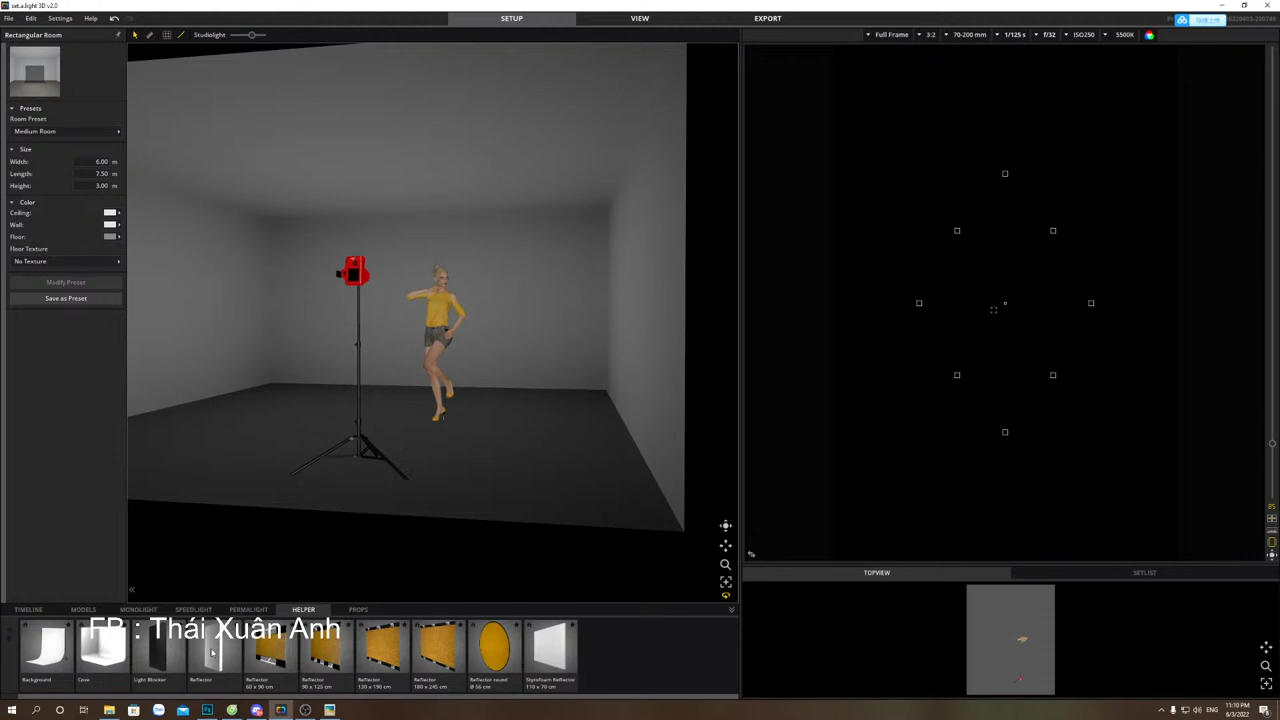 set.a.light 3D v2.0
File Edit Settings Help
SETUP VIEW EXPORT
Rectangular Room
Studiolight
Full Frame 3:2 70-200 mm 1/125 s f/32 ISO250 5500K
Presets
Room Preset
Medium Room
Size
Width: 6.00 m
Length: 7.50 m
Height: 3.00 m
Color
Ceiling:
Wall:
Floor:
Floor Texture
No Texture
Modify Preset
Save as Preset
85
TOPVIEW SETLIST
TIMELINE MODELS MONOLIGHT SPEEDLIGHT PERMALIGHT HELPER PROPS
FB : Thái Xuân Anh
Background
Cove
Light Blocker
Reflector
Reflector
60 x 90 cm
Reflector
90 x 125 cm
Reflector
130 x 190 cm
Reflector
180 x 245 cm
Reflector round
Ø 56 cm
Styrofoam Reflector
110 x 70 cm
ENG
11:10 PM
6/3/2022